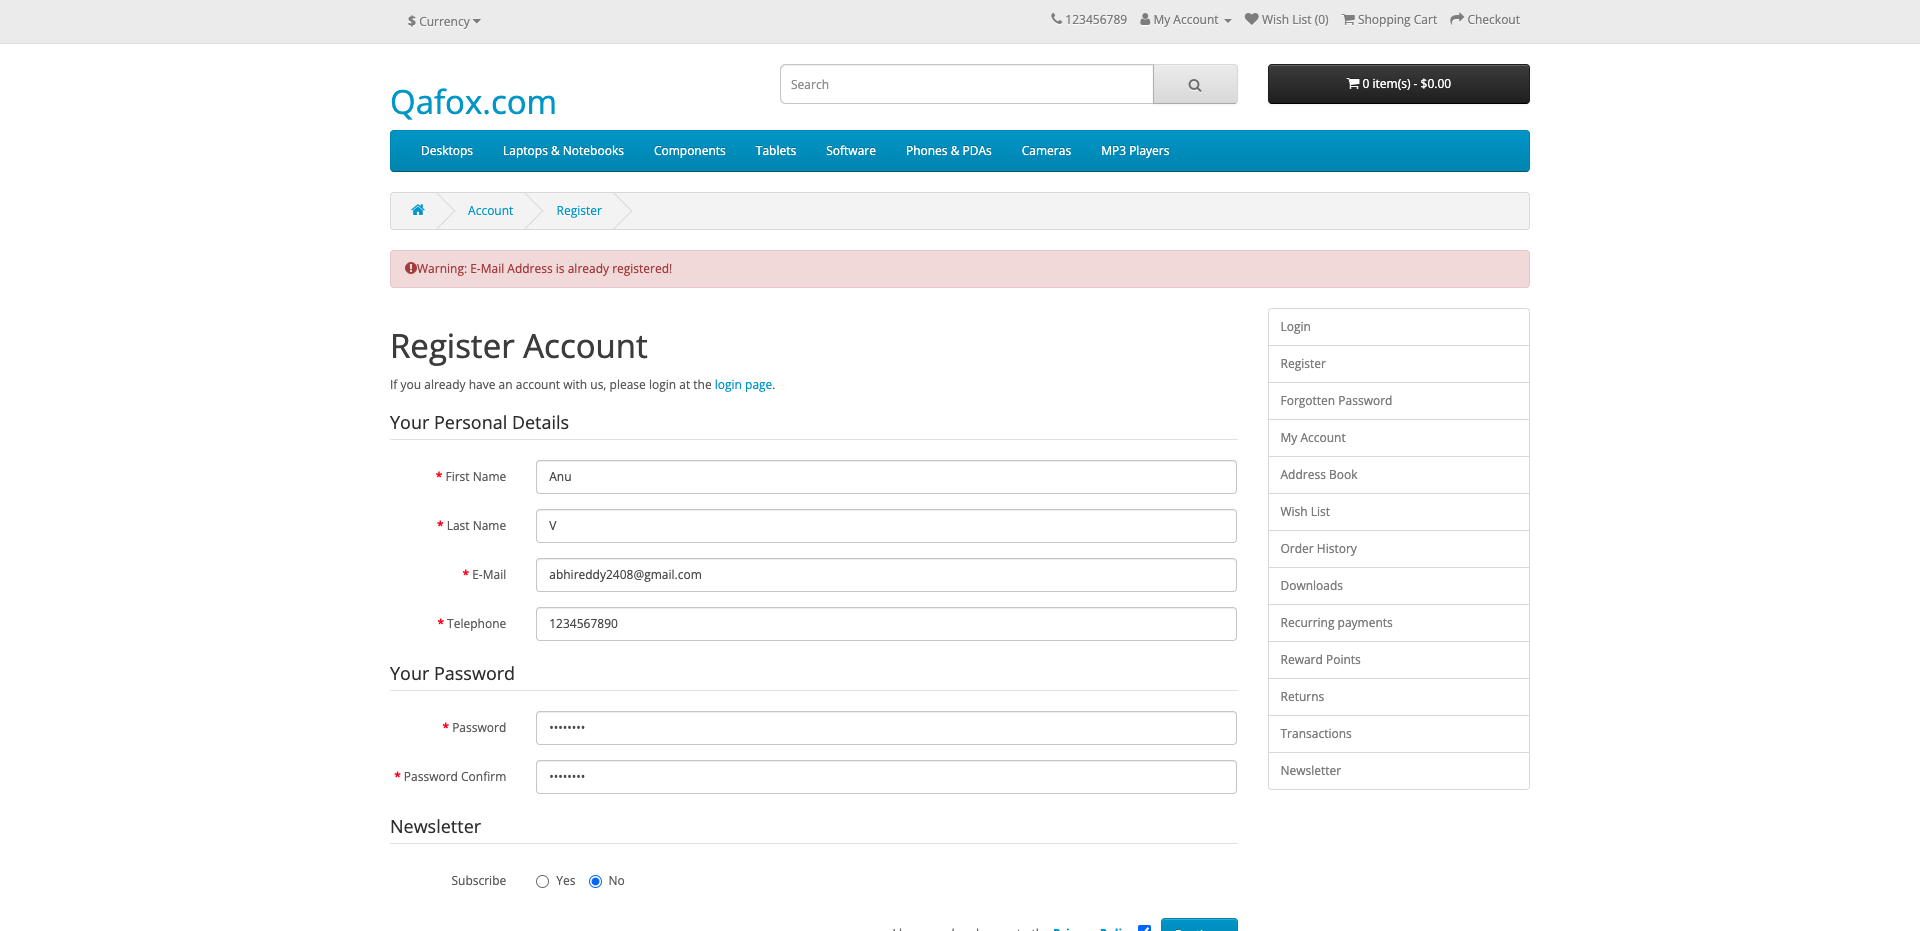 $ Currency
123456789 My Account Wish List (0) Shopping Cart Checkout
Qafox.com
Search
0 item(s) - $0.00
Desktops Laptops & Notebooks Components Tablets Software Phones & PDAs Cameras MP3 Players
Account Register
Warning: E-Mail Address is already registered!
Register Account
If you already have an account with us, please login at the login page.
Your Personal Details
* First Name Anu
* Last Name V
* E-Mail abhireddy2408@gmail.com
* Telephone 1234567890
Your Password
* Password ••••••••
* Password Confirm ••••••••
Newsletter
Subscribe Yes No
Login
Register
Forgotten Password
My Account
Address Book
Wish List
Order History
Downloads
Recurring payments
Reward Points
Returns
Transactions
Newsletter